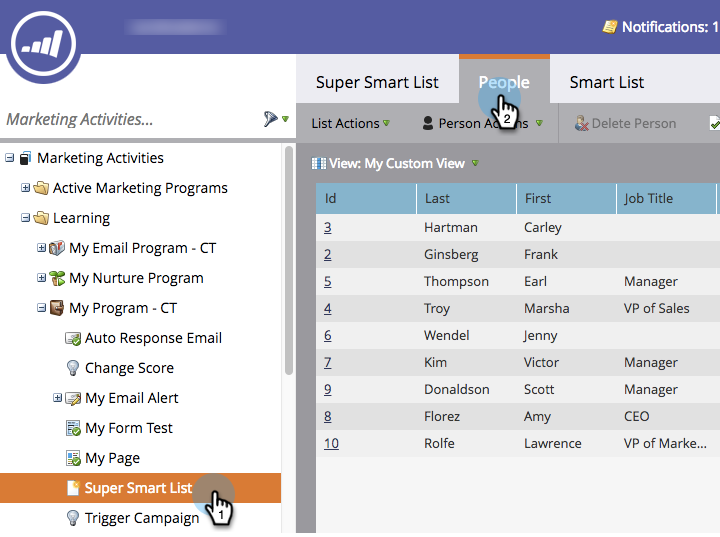 Notifications: 1
Super Smart List People Smart List
Marketing Activities...
List Actions Person Actions Delete Person
Marketing Activities
Active Marketing Programs
Learning
My Email Program - CT
My Nurture Program
My Program - CT
Auto Response Email
Change Score
My Email Alert
My Form Test
My Page
Super Smart List
1
Trigger Campaign
2
View: My Custom View
Id Last First Job Title
3 Hartman Carley
2 Ginsberg Frank
5 Thompson Earl Manager
4 Troy Marsha VP of Sales
6 Wendel Jenny
7 Kim Victor Manager
9 Donaldson Scott Manager
8 Florez Amy CEO
10 Rolfe Lawrence VP of Marke...